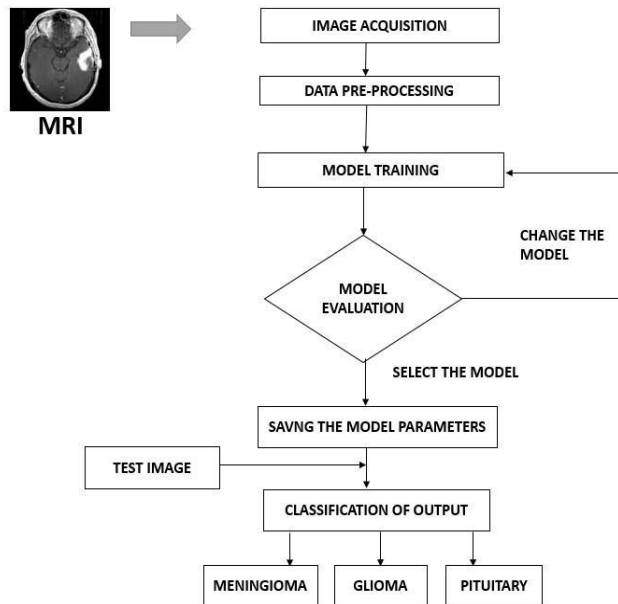 IMAGE ACQUISITION
MRI
DATA PRE-PROCESSING
MODEL TRAINING
CHANGE THE
MODEL
MODEL
EVALUATION
SELECT THE MODEL
SAVNG THE MODEL PARAMETERS
TEST IMAGE
CLASSIFICATION OF OUTPUT
MENINGIOMA
GLIOMA
PITUITARY